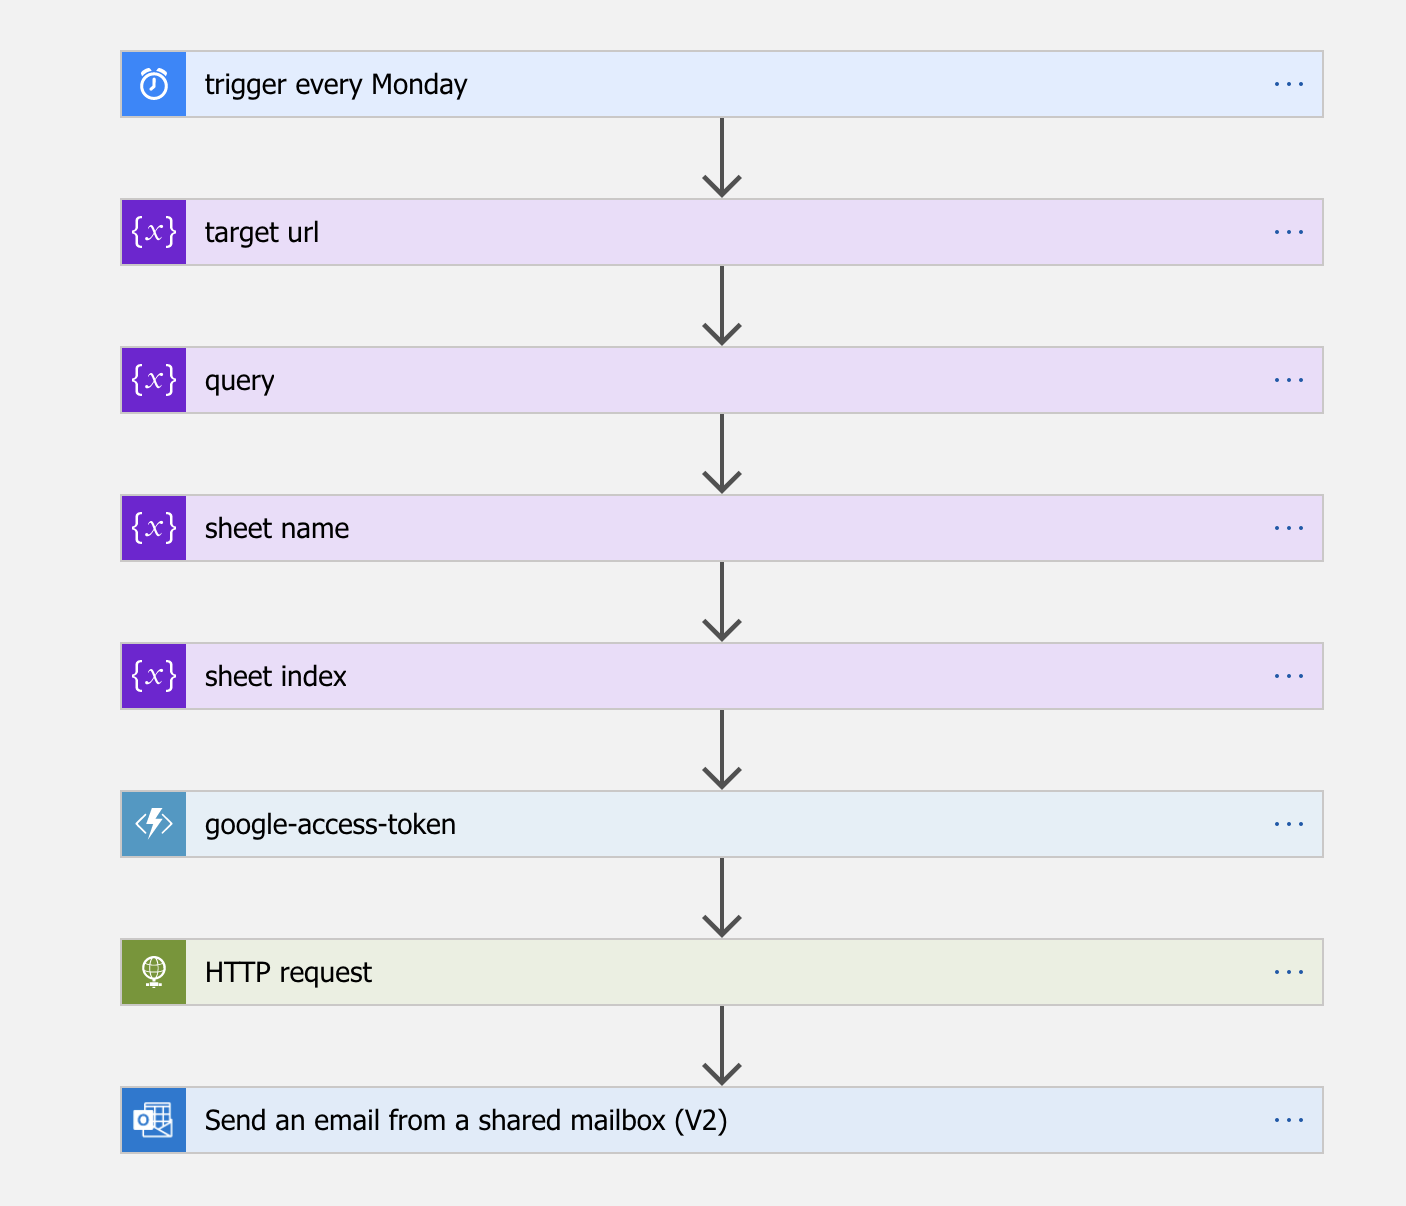 trigger every Monday
{x} target url
{x} query
{x} sheet name
{x} sheet index
google-access-token
HTTP request
Send an email from a shared mailbox (V2)